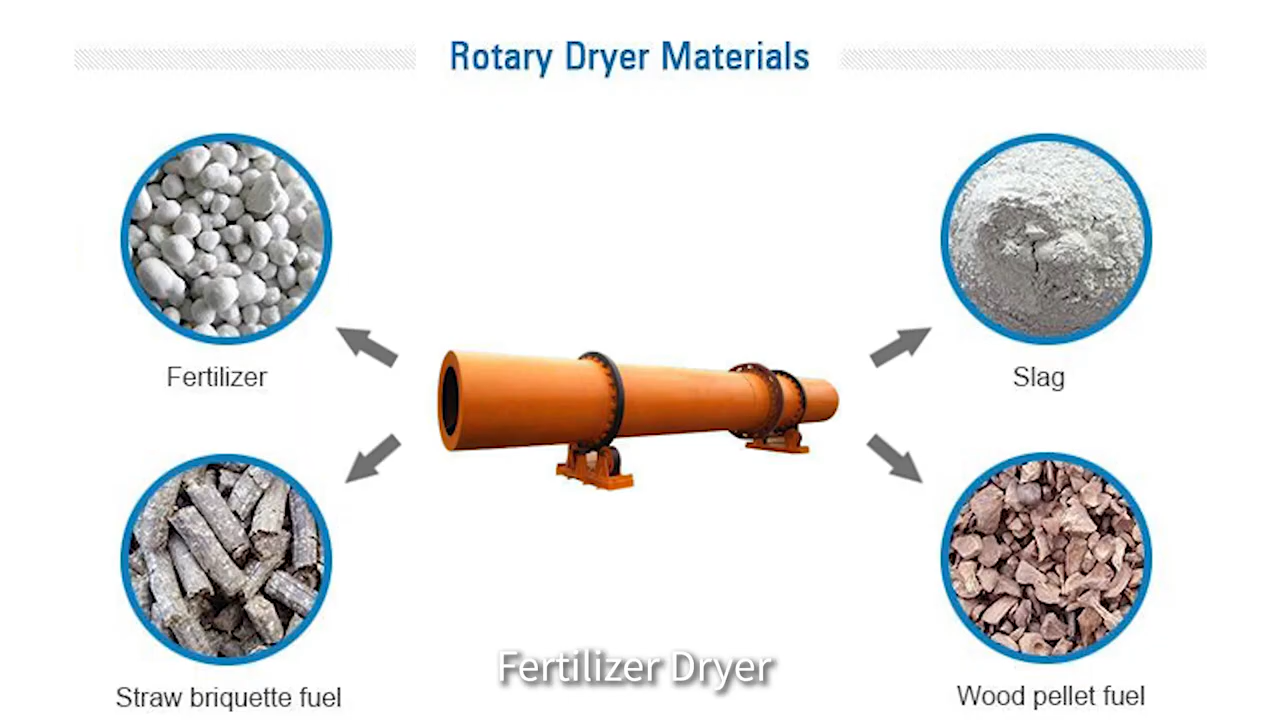 Rotary Dryer Materials
Fertilizer
Slag
Straw briquette fuel
Wood pellet fuel
Fertilizer Dryer